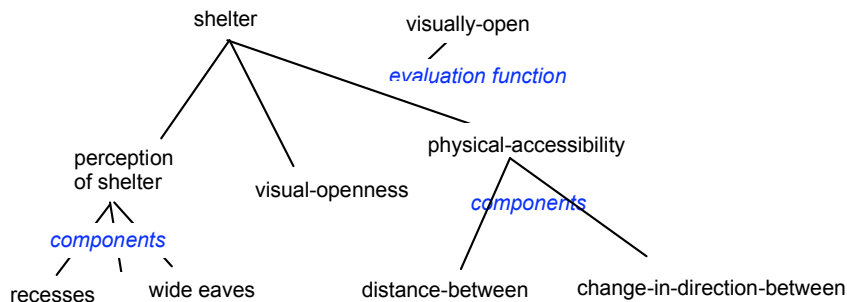 shelter
visually-open
evaluation function
physical-accessibility
perception
of shelter
visual-openness
components
components
recesses
wide eaves
distance-between
change-in-direction-between